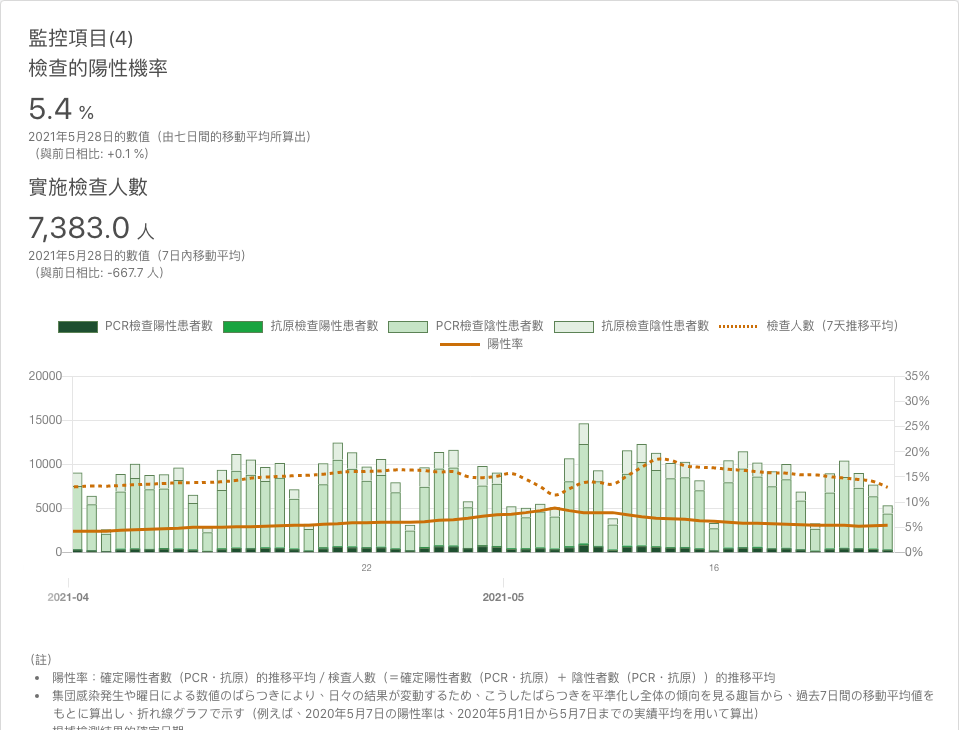 監控項目(4)
檢查的陽性機率
5.4 %
2021年5月28日的數值（由七日間的移動平均所算出）
（與前日相比: +0.1 %）
實施檢查人數
7,383.0 人
2021年5月28日的數值（7日內移動平均）
（與前日相比: -667.7 人）
PCR檢查陽性患者數 抗原檢查陽性患者數 PCR檢查陰性患者數 抗原檢查陰性患者數 檢查人數（7天推移平均）
陽性率
20000 35%
30%
15000 25%
20%
10000 15%
10%
5000 5%
0 0%
22 16
2021-04 2021-05
（註）
• 陽性率：確定陽性者數（PCR・抗原）的推移平均 / 檢查人數（＝確定陽性者數（PCR・抗原）＋ 陰性者數（PCR・抗原））的推移平均
• 集団感染発生や曜日による数値のばらつきにより、日々の結果が変動するため、こうしたばらつきを平準化し全体の傾向を見る趣旨から、過去7日間の移動平均値を
もとに算出し、折れ線グラフで示す（例えば、2020年5月7日の陽性率は、2020年5月1日から5月7日までの実績平均を用いて算出）